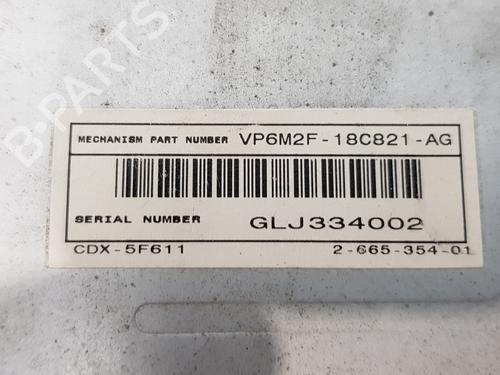 B-PARTS
MECHANISM PART NUMBER VP6M2F-18C821-AG
SERIAL NUMBER GLJ334002
CDX-5F611 2-665-354-01